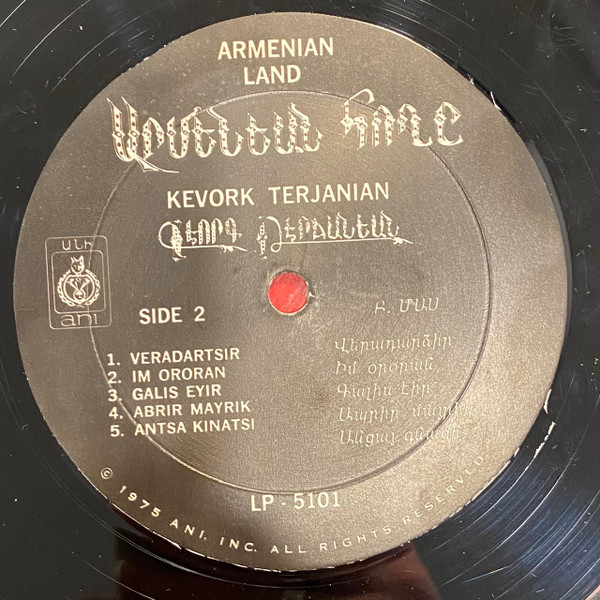 ARMENIAN
LAND
Արմենեան Հողը
KEVORK TERJANIAN
Գէորգ Թէրճանեան
ԱՆԻ
ani
SIDE 2
Բ. ՄԱՍ
1. VERADARTSIR
2. IM ORORAN
3. GALIS EYIR
4. ABRIR MAYRIK
5. ANTSA KINATSI
Վերադարձիր
Իմ օրօրան
Գալիս էիր
Ապրիր մայրիկ
Անցայ գնացի
LP - 5101
© 1975 ANI. INC. ALL RIGHTS RESERVED.